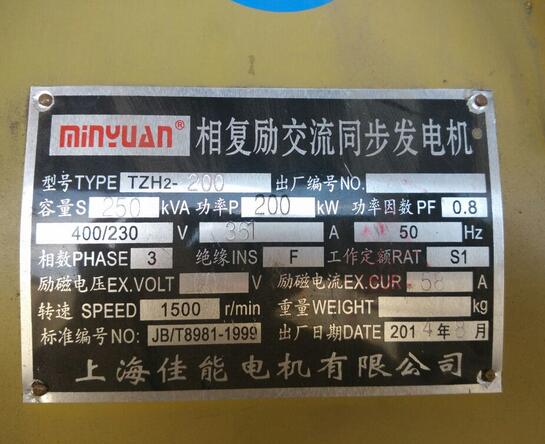 minyuan® 相复励交流同步发电机
型号TYPE TZH2-200 出厂编号NO.
容量S 250 kVA 功率P 200 kW 功率因数PF 0.8
400/230 V 361 A 50 Hz
相数PHASE 3 绝缘INS F 工作定额RAT S1
励磁电压EX.VOLT V 励磁电流EX.CUR 58 A
转速 SPEED 1500 r/min 重量WEIGHT kg
标准编号NO: JB/T8981-1999 出厂日期DATE 2014年8月
上海佳能电机有限公司